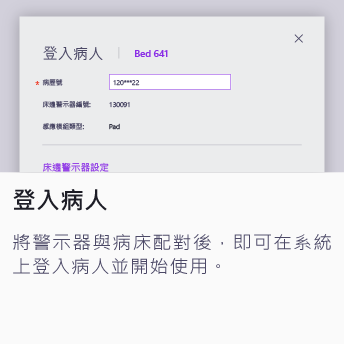 登入病人 | Bed 641
* 病歷號 120***22
床邊警示器編號: 130091
感應模組類型: Pad
床邊警示器設定
登入病人
將警示器與病床配對後，即可在系統
上登入病人並開始使用。